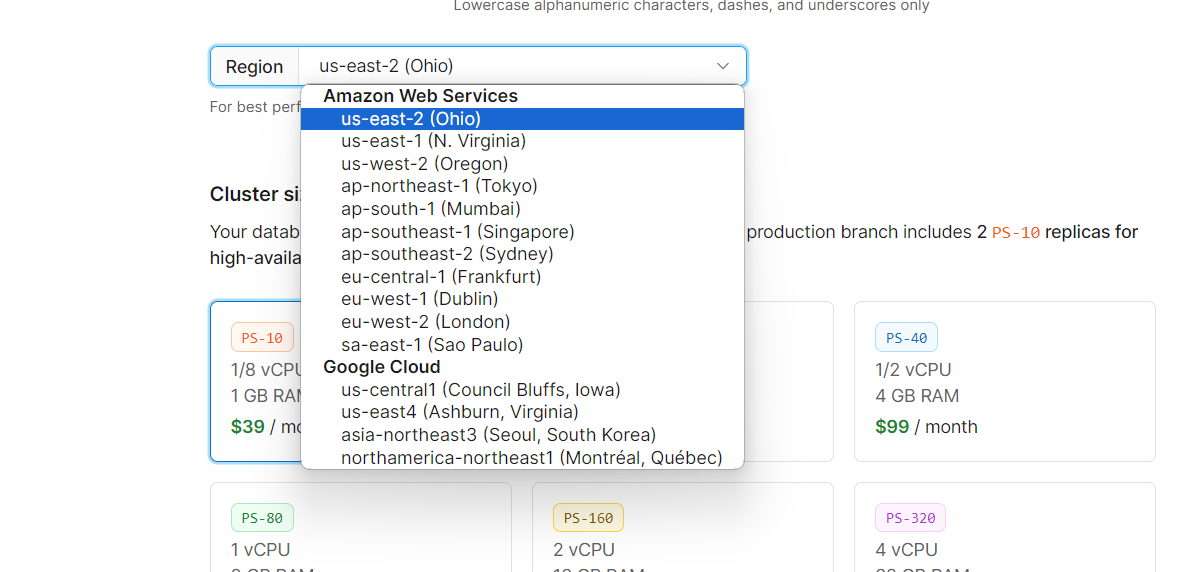 Lowercase alphanumeric characters, dashes, and underscores only
Region us-east-2 (Ohio)
For best perf
Amazon Web Services
us-east-2 (Ohio)
us-east-1 (N. Virginia)
us-west-2 (Oregon)
ap-northeast-1 (Tokyo)
ap-south-1 (Mumbai)
ap-southeast-1 (Singapore)
ap-southeast-2 (Sydney)
eu-central-1 (Frankfurt)
eu-west-1 (Dublin)
eu-west-2 (London)
sa-east-1 (Sao Paulo)
Google Cloud
us-central1 (Council Bluffs, Iowa)
us-east4 (Ashburn, Virginia)
asia-northeast3 (Seoul, South Korea)
northamerica-northeast1 (Montréal, Québec)
Cluster si
Your datab production branch includes 2 PS-10 replicas for
high-availa
PS-10
1/8 vCPU
1 GB RAM
$39 / mo
PS-40
1/2 vCPU
4 GB RAM
$99 / month
PS-80
1 vCPU
PS-160
2 vCPU
PS-320
4 vCPU